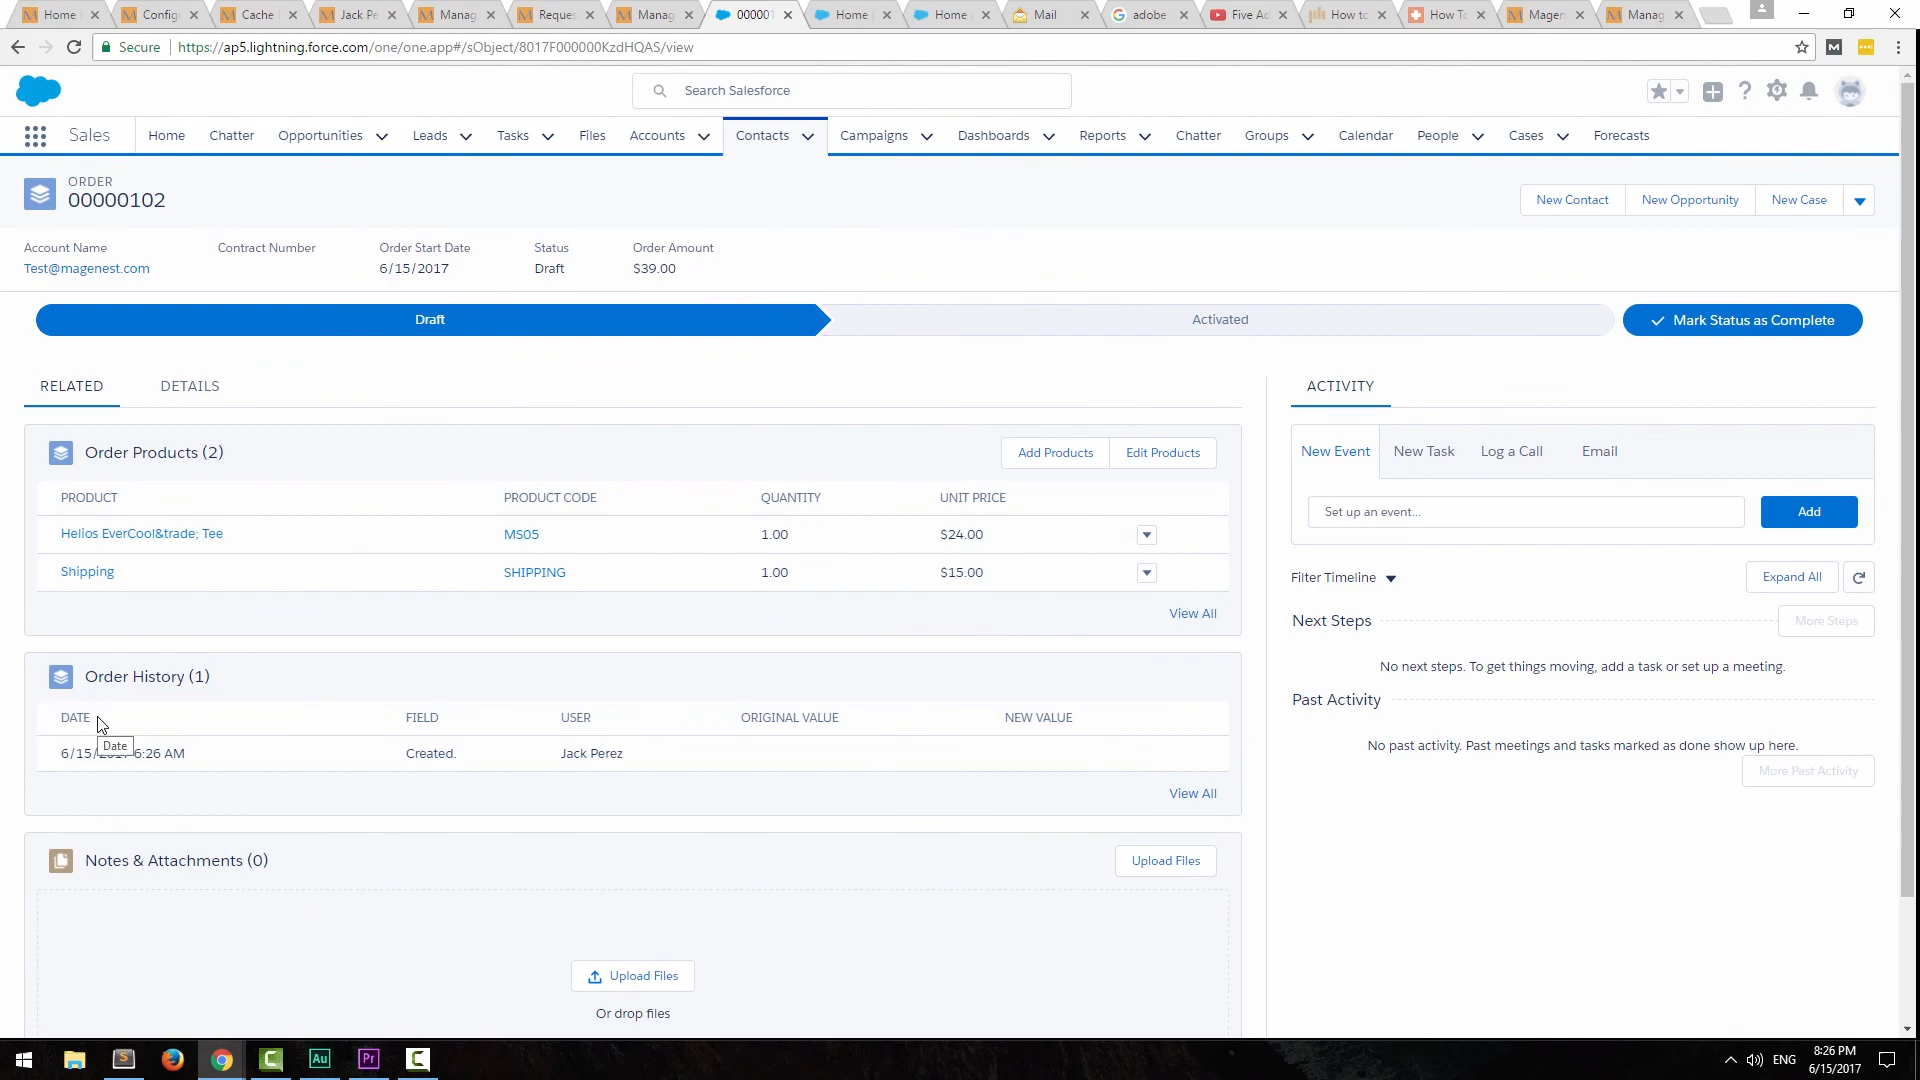 Home
Config
Cache
Jack Pe
Manag
Reques
Manag
000001
Home
Home
Mail
adobe
Five Ad
How to
How To
Magen
Manag
Secure https://ap5.lightning.force.com/one/one.app#/sObject/8017F000000KzdHQAS/view
Search Salesforce
Sales Home Chatter Opportunities Leads Tasks Files Accounts Contacts Campaigns Dashboards Reports Chatter Groups Calendar People Cases Forecasts
ORDER
00000102
New Contact New Opportunity New Case
Account Name Contract Number Order Start Date Status Order Amount
Test@magenest.com 6/15/2017 Draft $39.00
Draft Activated Mark Status as Complete
RELATED DETAILS
Order Products (2) Add Products Edit Products
PRODUCT PRODUCT CODE QUANTITY UNIT PRICE
Helios EverCool&trade; Tee MS05 1.00 $24.00
Shipping SHIPPING 1.00 $15.00
View All
Order History (1)
DATE FIELD USER ORIGINAL VALUE NEW VALUE
Date
6/15/ 6:26 AM Created. Jack Perez
View All
Notes & Attachments (0) Upload Files
Upload Files
Or drop files
ACTIVITY
New Event New Task Log a Call Email
Set up an event... Add
Filter Timeline Expand All
Next Steps More Steps
No next steps. To get things moving, add a task or set up a meeting.
Past Activity
No past activity. Past meetings and tasks marked as done show up here.
More Past Activity
Au Pr
ENG
8:26 PM
6/15/2017